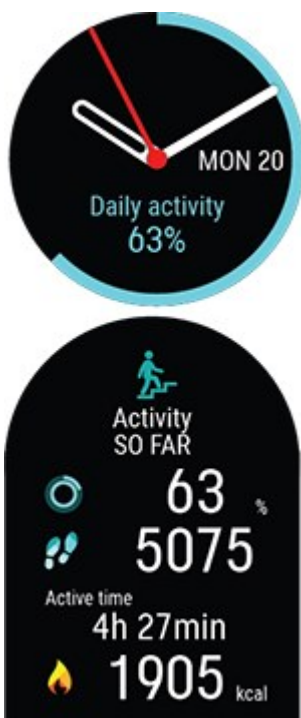 MON 20
Daily activity
63%
Activity
SO FAR
63 %
5075
Active time
4h 27min
1905 kcal